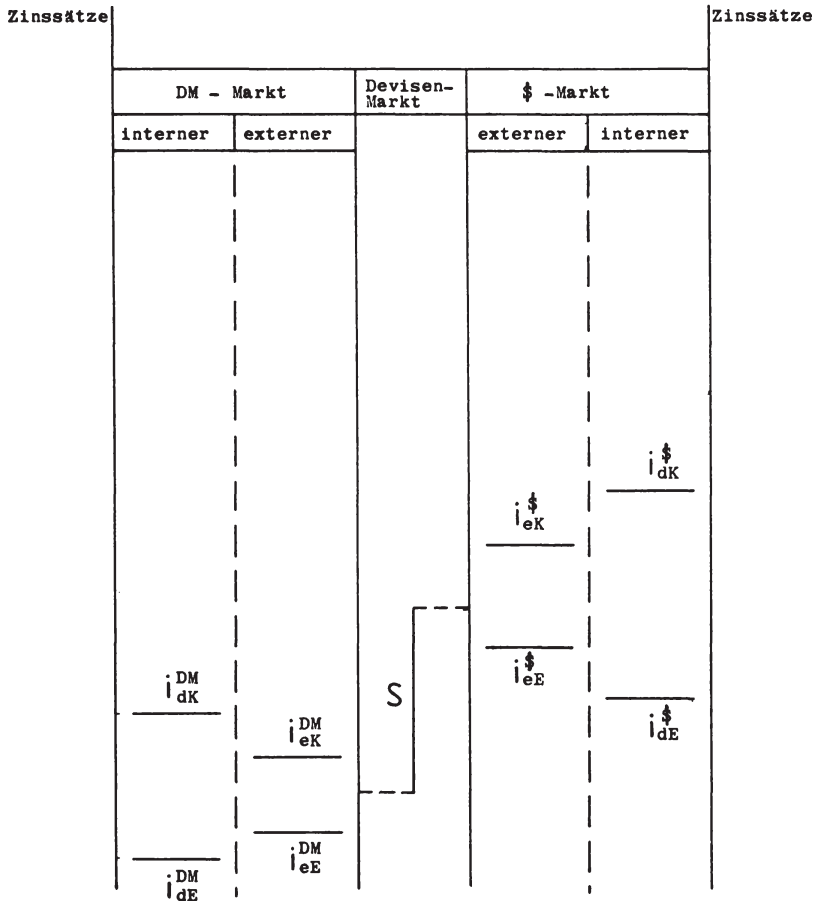 Zinssätze Zinssätze
DM - Markt Devisen-Markt $ -Markt
interner externer externer interner
i$dK
i$eK
i$eE
iDMdK
S
i$dE
iDMeK
iDMeE
iDMdE